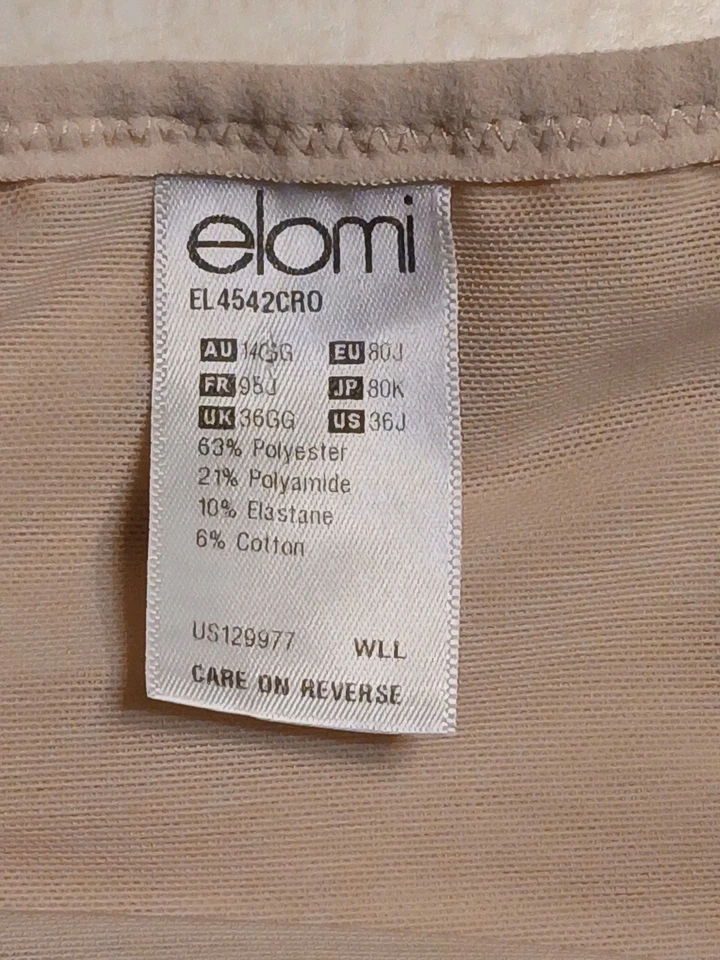 elomi
EL4542CRO
AU 14GG EU 80J
FR 95J JP 80K
UK 36GG US 36J
63% Polyester
21% Polyamide
10% Elastane
6% Cotton
US129977 WLL
CARE ON REVERSE